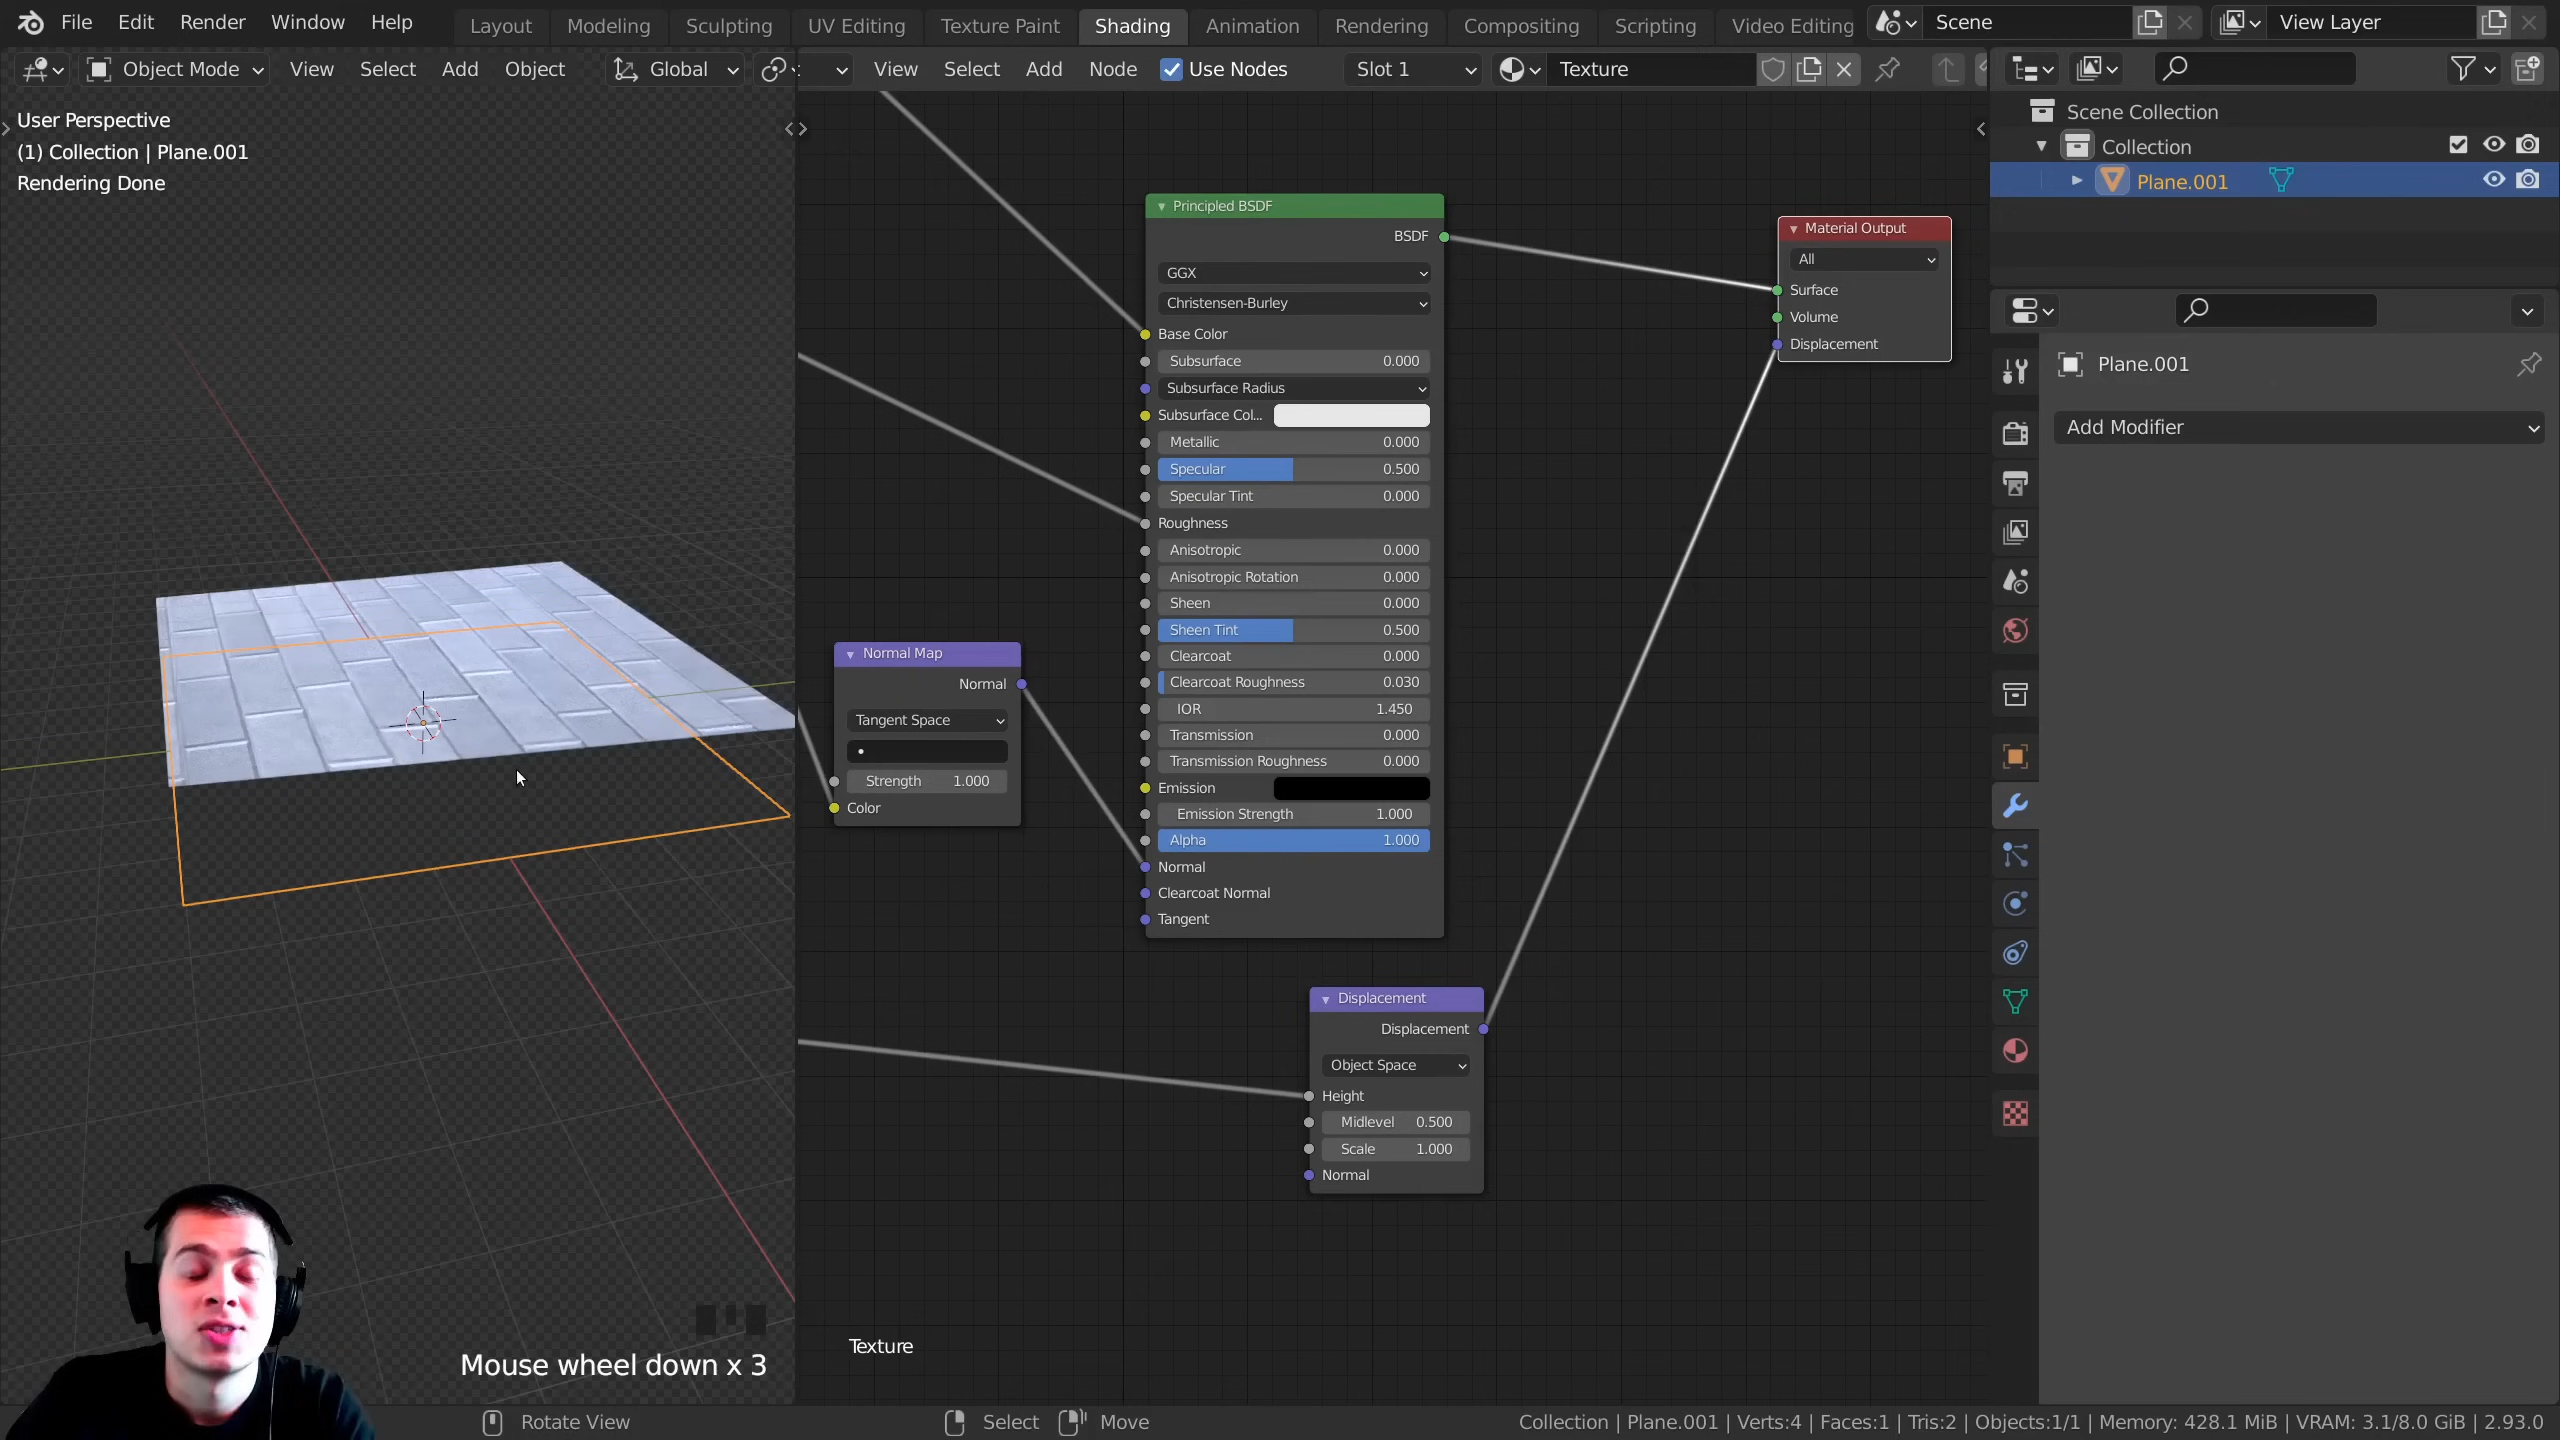 File Edit Render Window Help Layout Modeling Sculpting UV Editing Texture Paint Shading Animation Rendering Compositing Scripting Video Editing Scene View Layer
Object Mode View Select Add Object Global View Select Add Node Use Nodes Slot 1 Texture
User Perspective
(1) Collection | Plane.001
Rendering Done
Scene Collection
Collection
Plane.001
Plane.001
Add Modifier
Principled BSDF
BSDF
GGX
Christensen-Burley
Base Color
Subsurface 0.000
Subsurface Radius
Subsurface Col...
Metallic 0.000
Specular 0.500
Specular Tint 0.000
Roughness
Anisotropic 0.000
Anisotropic Rotation 0.000
Sheen 0.000
Sheen Tint 0.500
Clearcoat 0.000
Clearcoat Roughness 0.030
IOR 1.450
Transmission 0.000
Transmission Roughness 0.000
Emission
Emission Strength 1.000
Alpha 1.000
Normal
Clearcoat Normal
Tangent
Material Output
All
Surface
Volume
Displacement
Normal Map
Normal
Tangent Space
Strength 1.000
Color
Displacement
Displacement
Object Space
Height
Midlevel 0.500
Scale 1.000
Normal
Texture
Mouse wheel down x 3
Rotate View Select Move Collection | Plane.001 | Verts:4 | Faces:1 | Tris:2 | Objects:1/1 | Memory: 428.1 MiB | VRAM: 3.1/8.0 GiB | 2.93.0